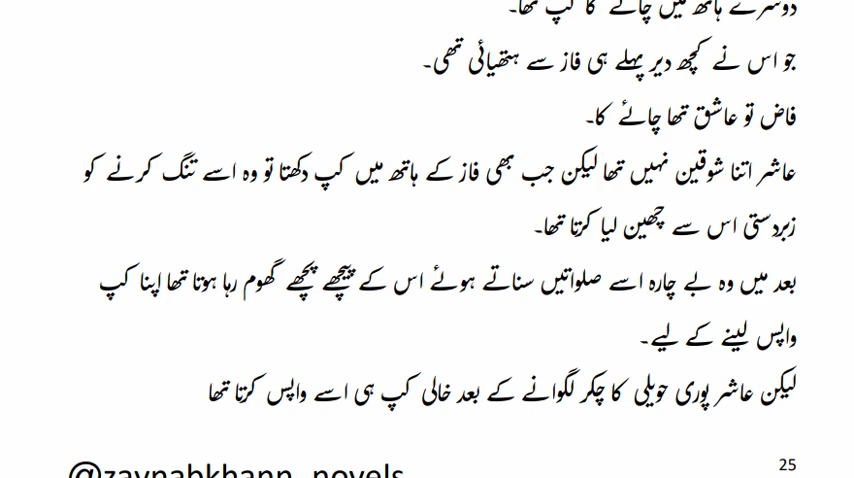 دوسرے ہاتھ میں چائے کا کپ تھا۔
جو اس نے کچھ دیر پہلے ہی فاز سے ہتھیائی تھی۔
فاض تو عاشق تھا چائے کا۔
عاشر اتنا شوقین نہیں تھا لیکن جب بھی فاز کے ہاتھ میں کپ دکھتا تو وہ اسے تنگ کرنے کو
زبردستی اس سے چھین لیا کرتا تھا۔
بعد میں وہ بے چارہ اسے صلواتیں سناتے ہوئے اس کے پیچھے پچھے گھوم رہا ہوتا تھا اپنا کپ
واپس لینے کے لیے۔
لیکن عاشر پوری حویلی کا چکر لگوانے کے بعد خالی کپ ہی اسے واپس کرتا تھا
25
@zaynabkhann_novels